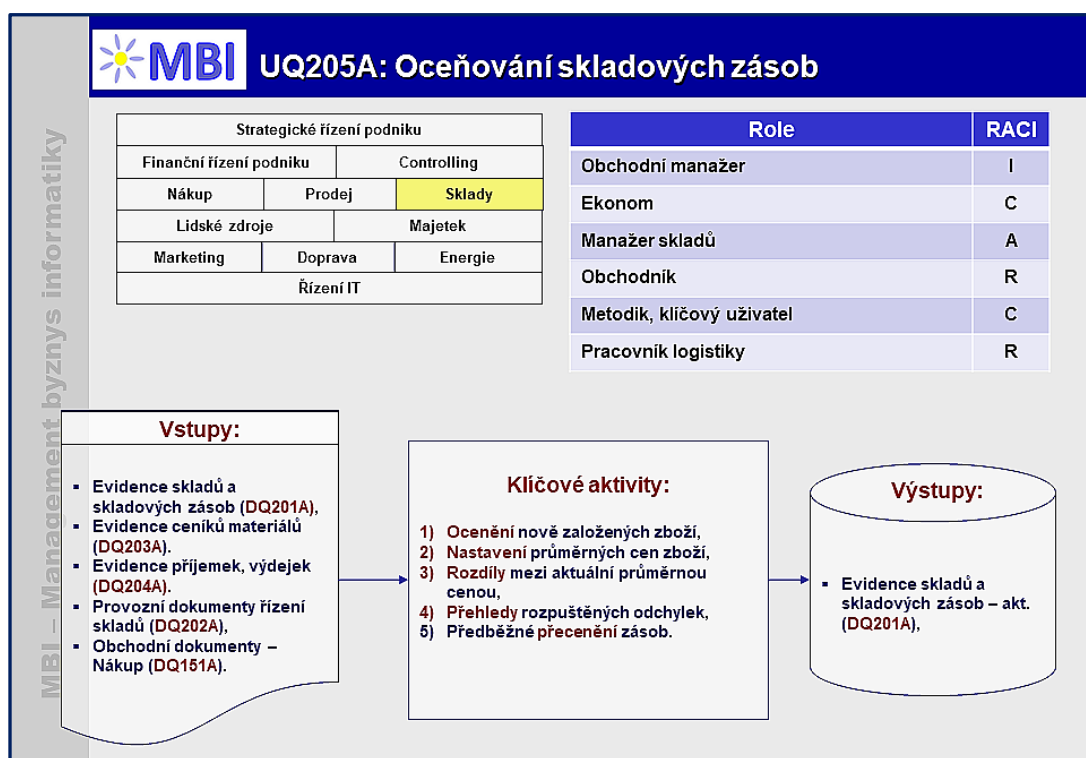 MBI
UQ205A: Oceňování skladových zásob
MBI – Management byznys informatiky
Strategické řízení podniku
Finanční řízení podniku
Controlling
Nákup
Prodej
Sklady
Lidské zdroje
Majetek
Marketing
Doprava
Energie
Řízení IT
Role RACI
Obchodní manažer I
Ekonom C
Manažer skladů A
Obchodník R
Metodik, klíčový uživatel C
Pracovník logistiky R
Vstupy:
▪ Evidence skladů a
skladových zásob (DQ201A),
▪ Evidence ceníků materiálů
(DQ203A).
▪ Evidence příjemek, výdejek
(DQ204A).
▪ Provozní dokumenty řízení
skladů (DQ202A),
▪ Obchodní dokumenty –
Nákup (DQ151A).
Klíčové aktivity:
1) Ocenění nově založených zboží,
2) Nastavení průměrných cen zboží,
3) Rozdíly mezi aktuální průměrnou
cenou,
4) Přehledy rozpuštěných odchylek,
5) Předběžné přecenění zásob.
Výstupy:
▪ Evidence skladů a
skladových zásob – akt.
(DQ201A),